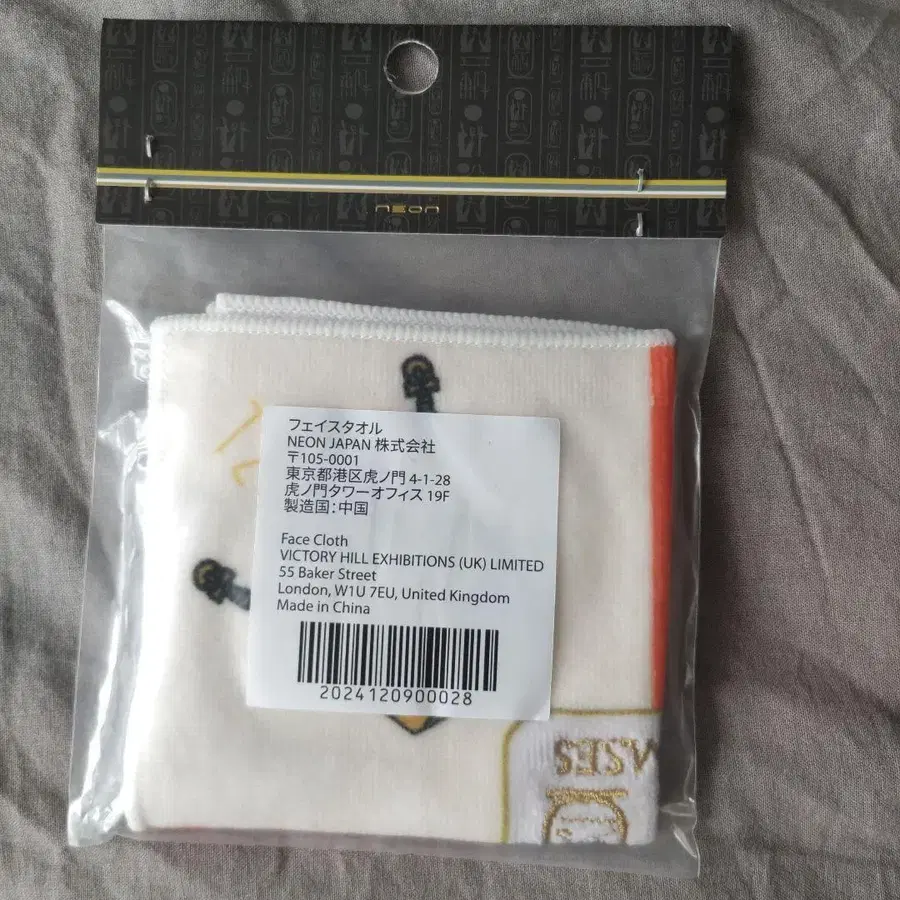 NEON
フェイスタオル
NEON JAPAN 株式会社
〒105-0001
東京都港区虎ノ門 4-1-28
虎ノ門タワーオフィス 19F
製造国:中国
Face Cloth
VICTORY HILL EXHIBITIONS (UK) LIMITED
55 Baker Street
London, W1U 7EU, United Kingdom
Made in China
2024120900028
ASES